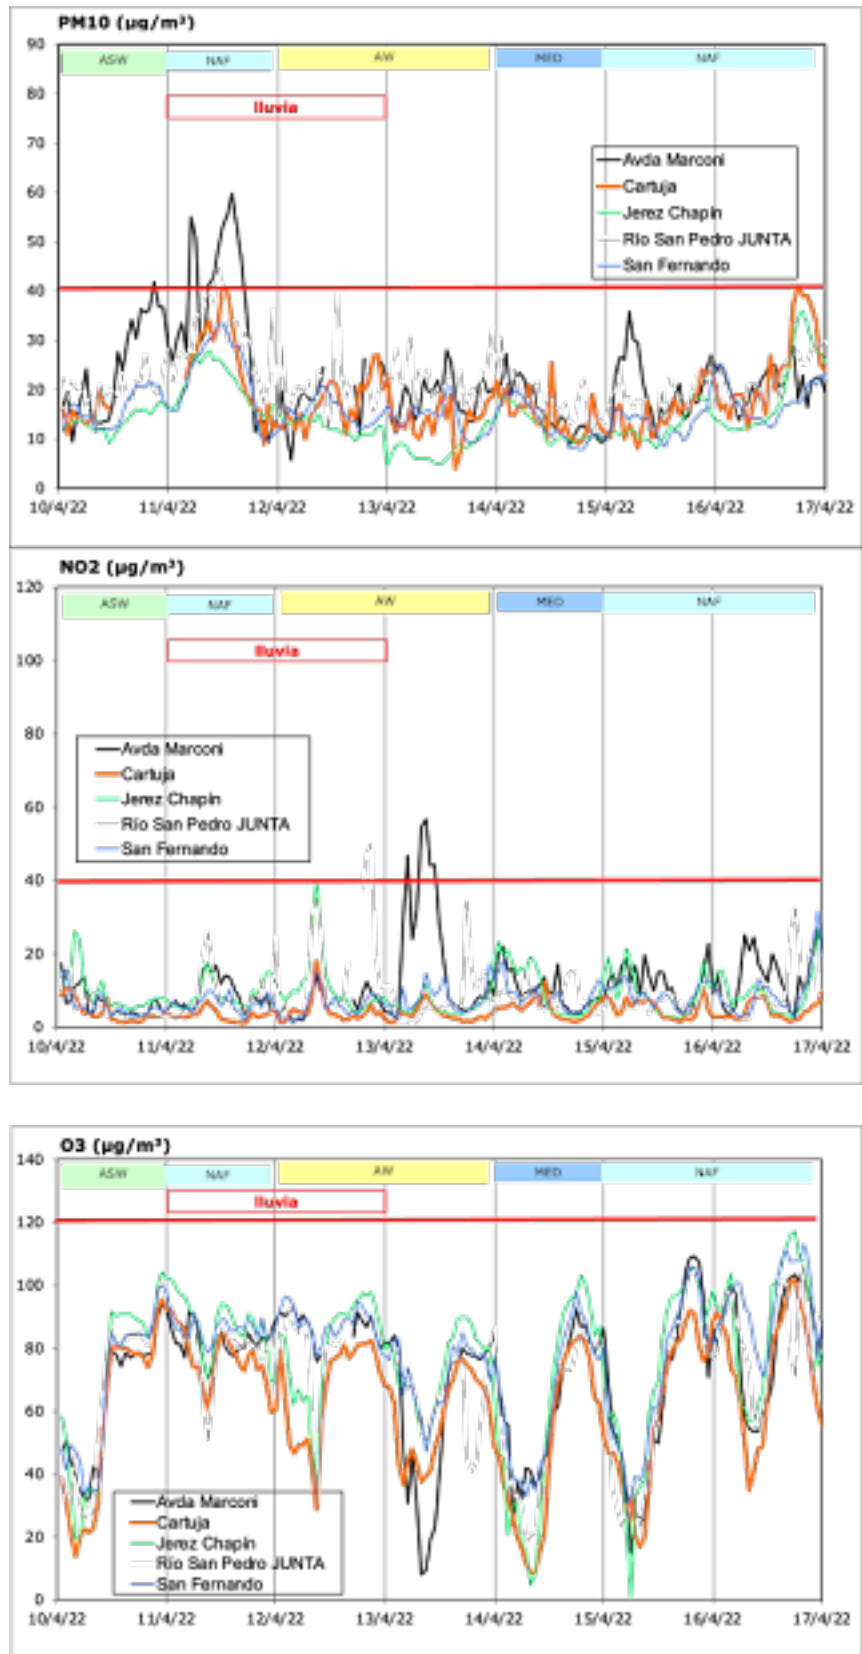 PM10 (µg/m³)
90
ASW NAF AW MED NAF
80
lluvia
70
Avda Marconi
60
Cartuja
Jerez Chapín
50
Río San Pedro JUNTA
San Fernando
40
30
20
10
0
10/4/22 11/4/22 12/4/22 13/4/22 14/4/22 15/4/22 16/4/22 17/4/22
NO2 (µg/m³)
120
ASW NAF AW MED NAF
lluvia
100
80
Avda Marconi
Cartuja
Jerez Chapín
60
Río San Pedro JUNTA
San Fernando
40
20
0
10/4/22 11/4/22 12/4/22 13/4/22 14/4/22 15/4/22 16/4/22 17/4/22
O3 (µg/m³)
140
ASW NAF AW MED NAF
lluvia
120
100
80
60
40
Avda Marconi
Cartuja
20
Jerez Chapín
Río San Pedro JUNTA
San Fernando
0
10/4/22 11/4/22 12/4/22 13/4/22 14/4/22 15/4/22 16/4/22 17/4/22